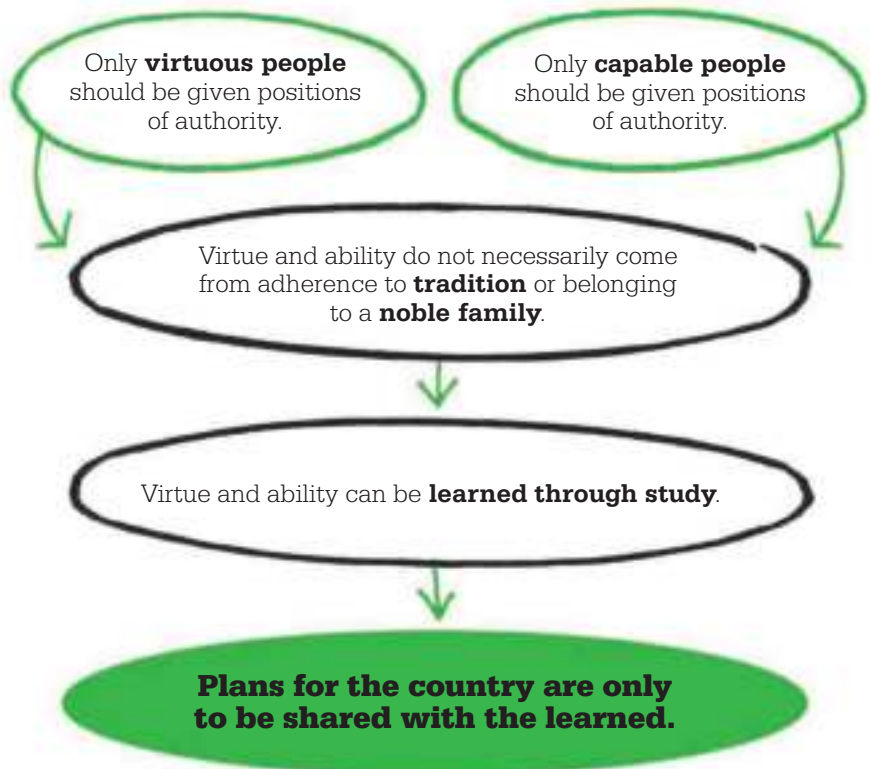 Only virtuous people
should be given positions
of authority.
Only capable people
should be given positions
of authority.
Virtue and ability do not necessarily come
from adherence to tradition or belonging
to a noble family.
Virtue and ability can be learned through study.
Plans for the country are only
to be shared with the learned.